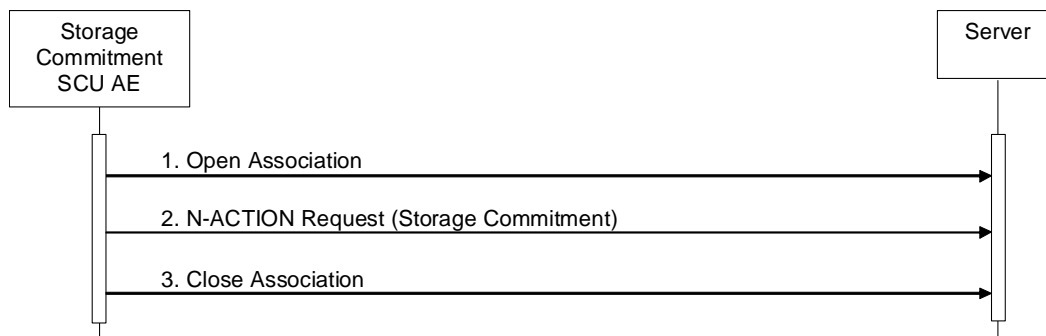 Storage
Commitment
SCU AE
Server
1. Open Association
2. N-ACTION Request (Storage Commitment)
3. Close Association